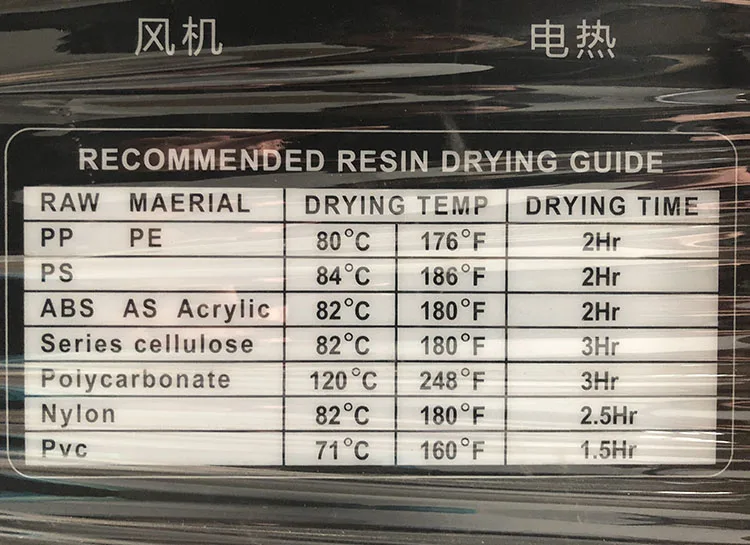 风机 电热
RECOMMENDED RESIN DRYING GUIDE
RAW MAERIAL DRYING TEMP DRYING TIME
PP PE 80°C 176°F 2Hr
PS 84°C 186°F 2Hr
ABS AS Acrylic 82°C 180°F 2Hr
Series cellulose 82°C 180°F 3Hr
Poiycarbonate 120°C 248°F 3Hr
Nylon 82°C 180°F 2.5Hr
Pvc 71°C 160°F 1.5Hr